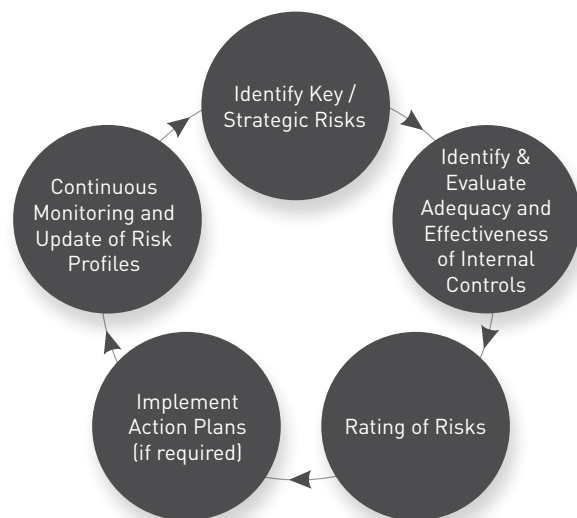 Identify Key /
Strategic Risks
Identify &
Evaluate
Adequacy and
Effectiveness
of Internal
Controls
Rating of Risks
Implement
Action Plans
(if required)
Continuous
Monitoring and
Update of Risk
Profiles